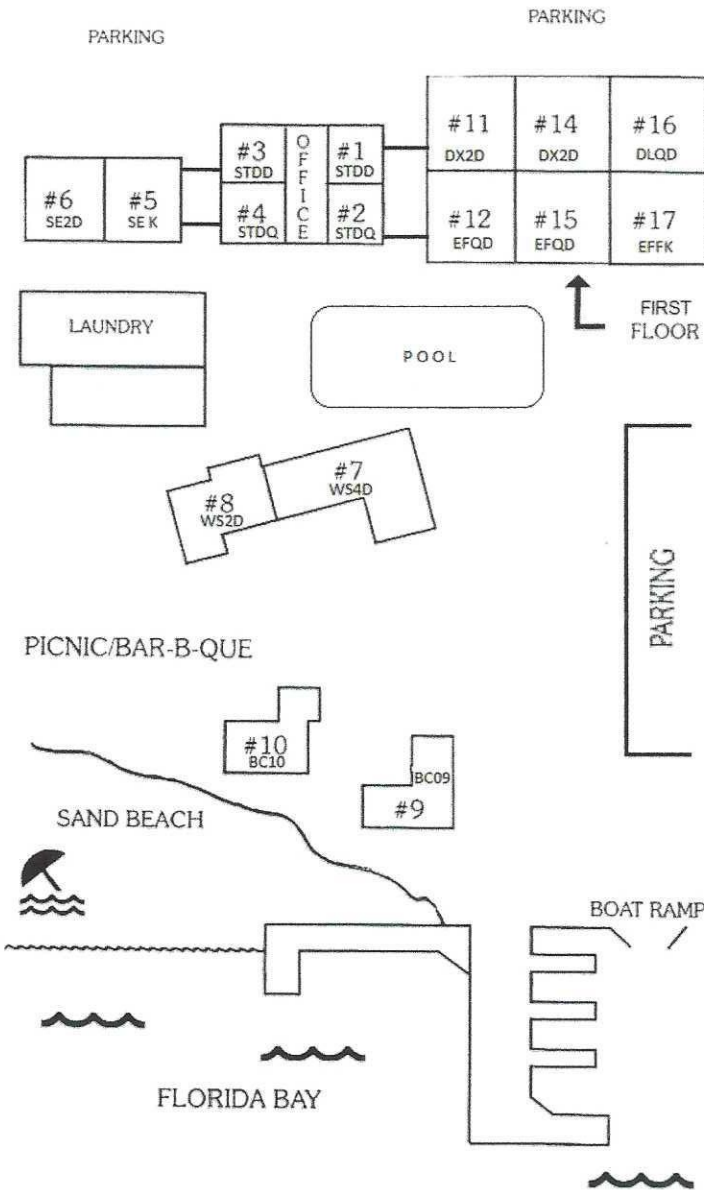 PARKING
PARKING
#11
DX2D
#14
DX2D
#16
DLQD
#3
STDD
OFFICE
#1
STDD
#6
SE2D
#5
SE K
#4
STDQ
#2
STDQ
#12
EFQD
#15
EFQD
#17
EFFK
LAUNDRY
POOL
FIRST
FLOOR
#7
WS4D
#8
WS2D
PARKING
PICNIC/BAR-B-QUE
#10
BC10
BC09
#9
SAND BEACH
BOAT RAMP
FLORIDA BAY